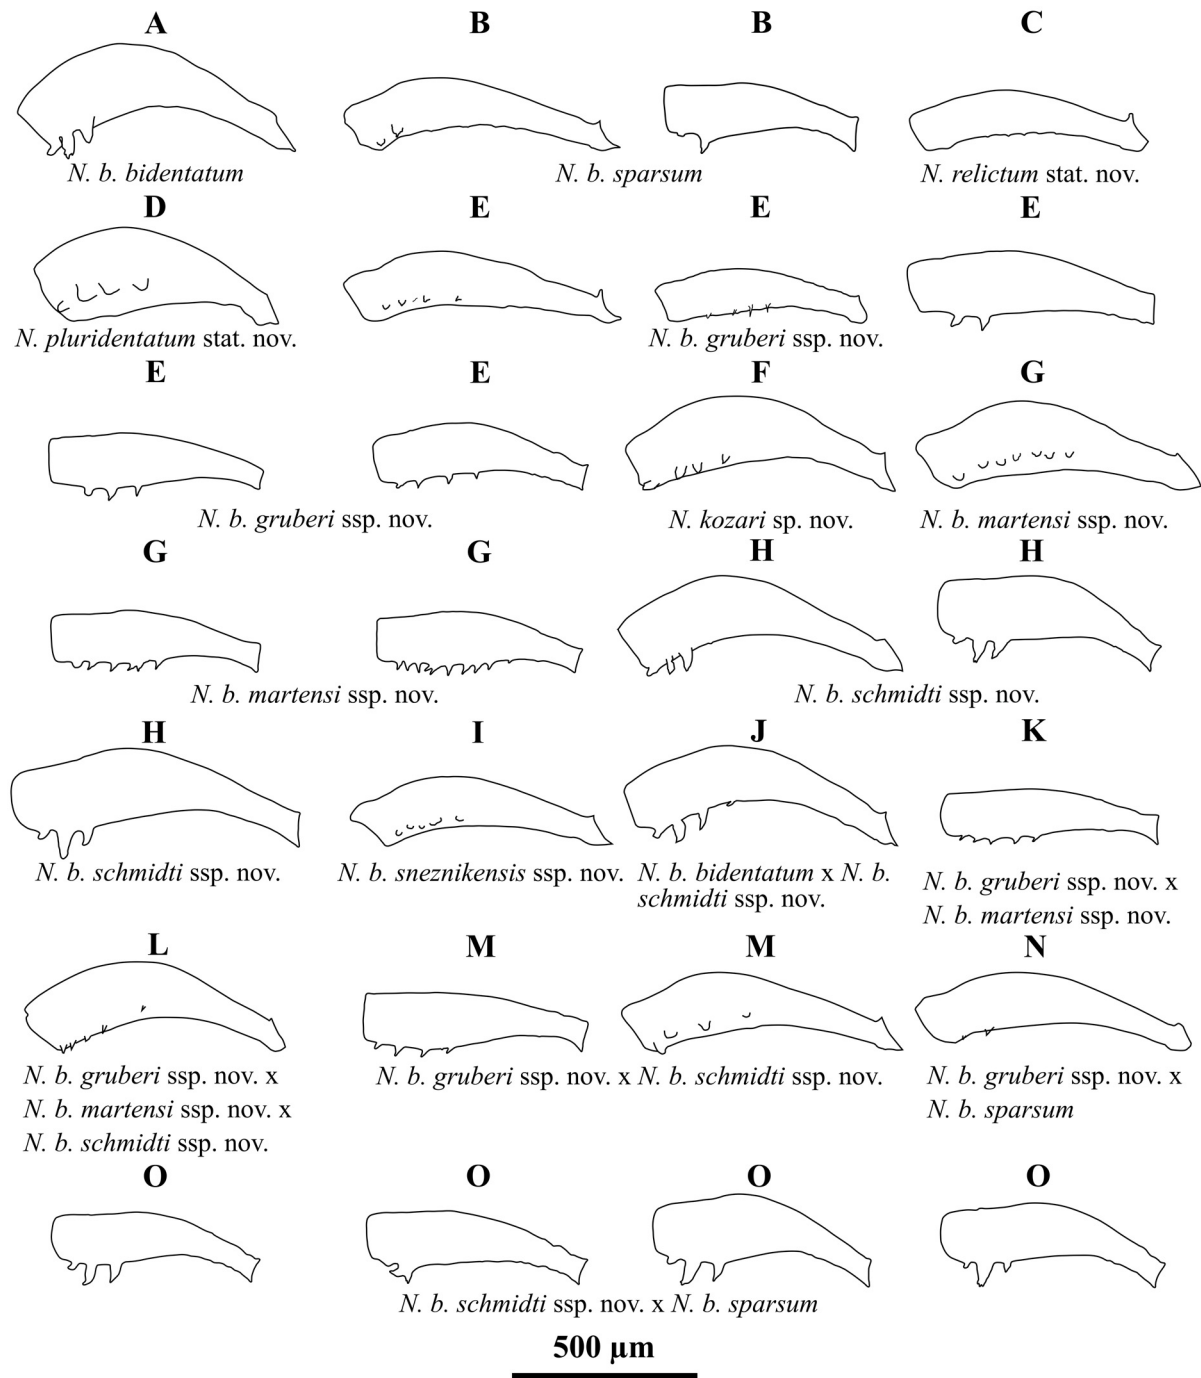 A B B C
N. b. bidentatum N. b. sparsum N. relictum stat. nov.
D E E E
N. pluridentatum stat. nov. N. b. gruberi ssp. nov.
E E F G
N. b. gruberi ssp. nov. N. kozari sp. nov. N. b. martensi ssp. nov.
G G H H
N. b. martensi ssp. nov. N. b. schmidti ssp. nov.
H I J K
N. b. schmidti ssp. nov. N. b. sneznikensis ssp. nov. N. b. bidentatum x N. b.
schmidti ssp. nov.
N. b. gruberi ssp. nov. x
N. b. martensi ssp. nov.
L M M N
N. b. gruberi ssp. nov. x
N. b. martensi ssp. nov. x
N. b. schmidti ssp. nov.
N. b. gruberi ssp. nov. x N. b. schmidti ssp. nov.
N. b. gruberi ssp. nov. x
N. b. sparsum
O O O O
N. b. schmidti ssp. nov. x N. b. sparsum
500 µm